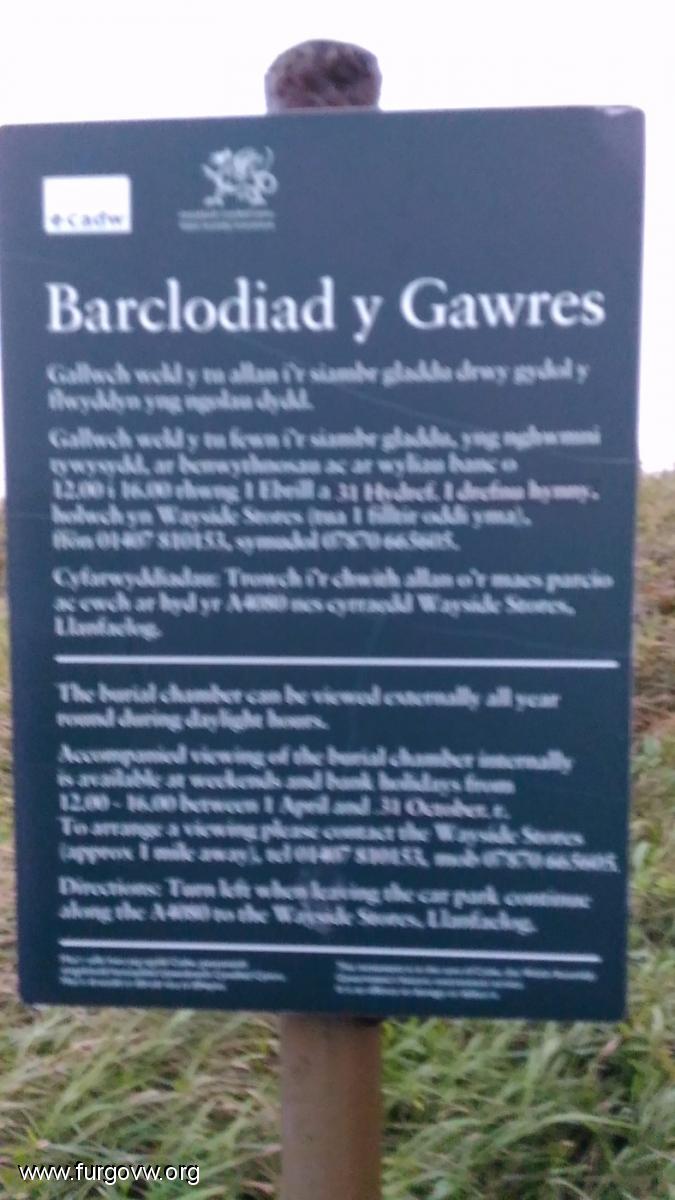 cadw
Barclodiad y Gawres
Gallwch weld y tu allan i'r siambr gladdu drwy gydol y
flwyddyn yng ngolau dydd.
Gallwch weld y tu fewn i'r siambr gladdu, yng nghwmni
tywysydd, ar benwythnosau ac ar wyliau banc o
12.00 i 16.00 rhwng 1 Ebrill a 31 Hydref. I drefnu hynny,
holwch yn Wayside Stores (tua 1 filltir oddi yma),
ffôn 01407 810153, symudol 07870 665605.
Cyfarwyddiadau: Trowch i'r chwith allan o'r maes parcio
ac ewch ar hyd yr A4080 nes cyrraedd Wayside Stores,
Llanfaelog.
The burial chamber can be viewed externally all year
round during daylight hours.
Accompanied viewing of the burial chamber internally
is available at weekends and bank holidays from
12.00 - 16.00 between 1 April and 31 October.
To arrange a viewing please contact the Wayside Stores
(approx 1 mile away), tel 01407 810153, mob 07870 665605.
Directions: Turn left when leaving the car park continue
along the A4080 to the Wayside Stores, Llanfaelog.
www.furgovw.org